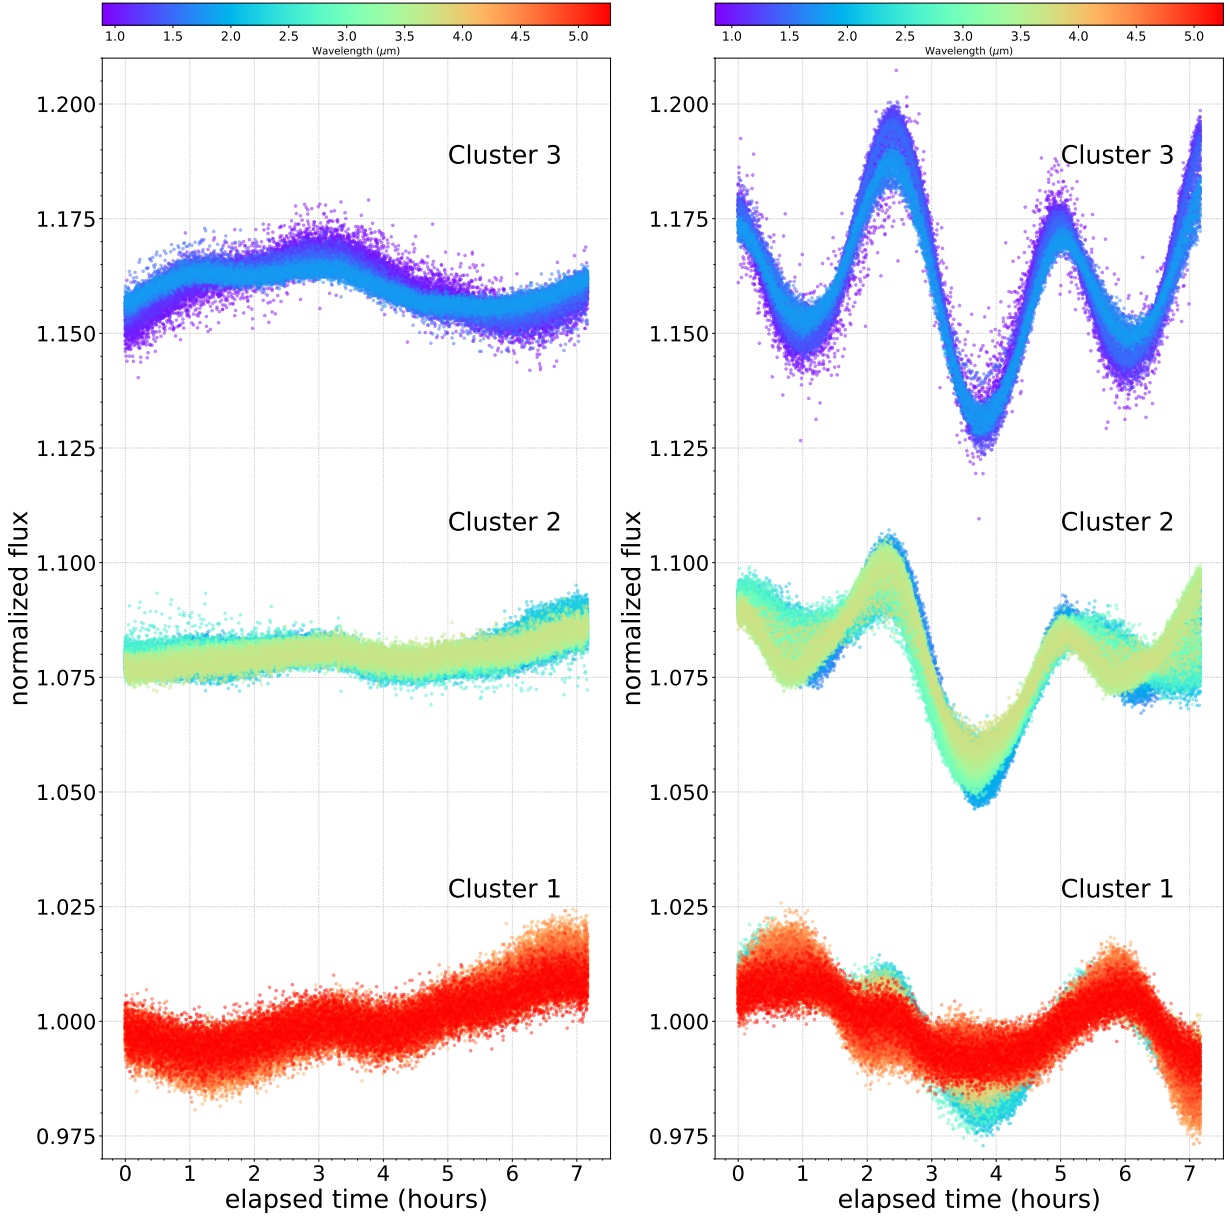 1.0 1.5 2.0 2.5 3.0 3.5 4.0 4.5 5.0
Wavelength (μm)
1.200
1.175
1.150
1.125
1.100
1.075
1.050
1.025
1.000
0.975
normalized flux
Cluster 3
Cluster 2
Cluster 1
0 1 2 3 4 5 6 7
elapsed time (hours)
1.0 1.5 2.0 2.5 3.0 3.5 4.0 4.5 5.0
Wavelength (μm)
1.200
1.175
1.150
1.125
1.100
1.075
1.050
1.025
1.000
0.975
normalized flux
Cluster 3
Cluster 2
Cluster 1
0 1 2 3 4 5 6 7
elapsed time (hours)